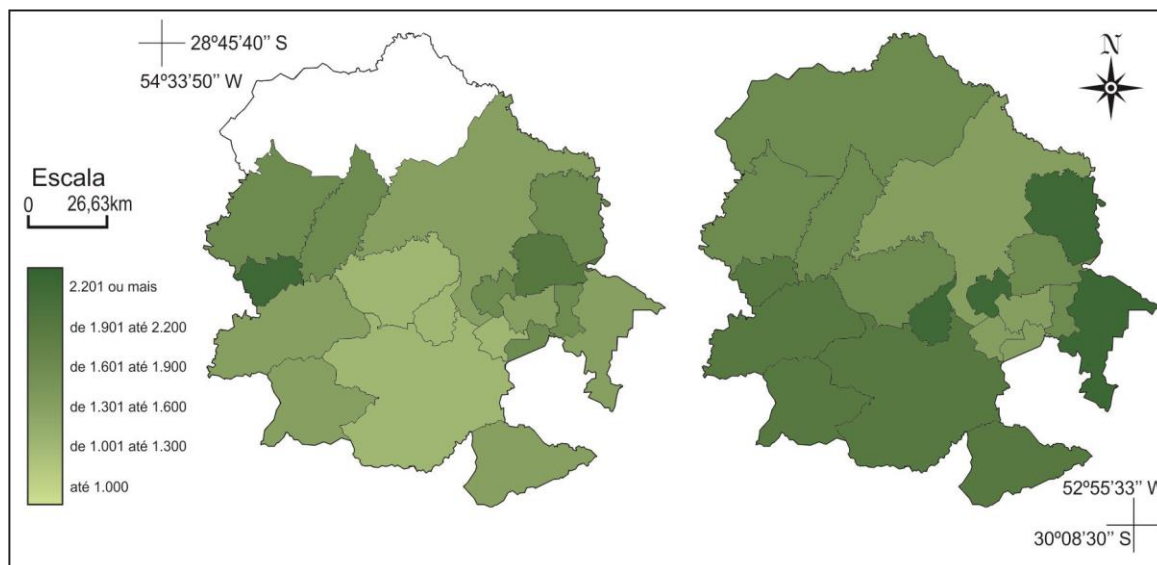 28º45'40'' S
54º33'50'' W
N
Escala
0 26,63km
2.201 ou mais
de 1.901 até 2.200
de 1.601 até 1.900
de 1.301 até 1.600
de 1.001 até 1.300
até 1.000
52º55'33'' W
30º08'30'' S